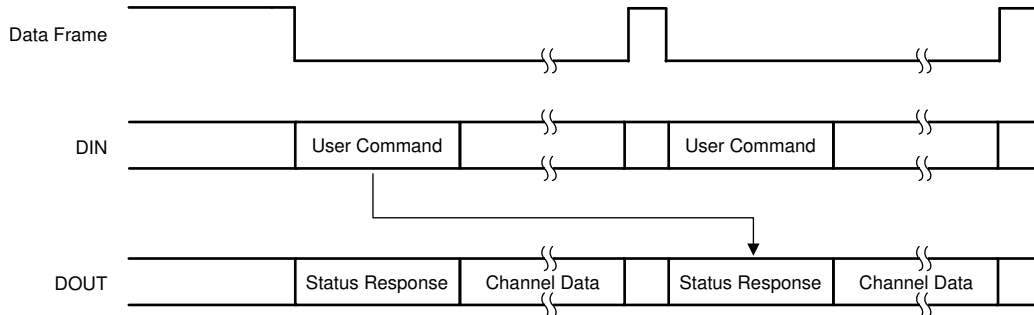 Data Frame
DIN
User Command
User Command
DOUT
Status Response
Channel Data
Status Response
Channel Data